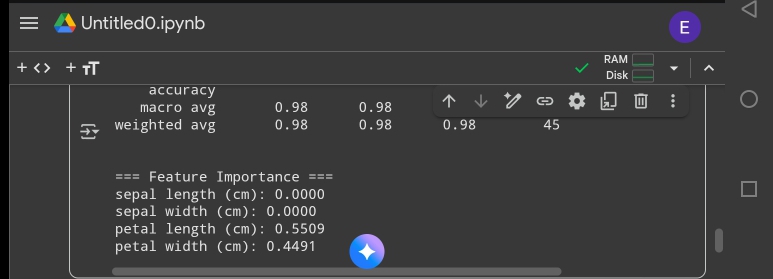 Untitled0.ipynb
E
+ <> + TT
RAM
Disk
accuracy
macro avg 0.98 0.98
weighted avg 0.98 0.98 0.98 45
=== Feature Importance ===
sepal length (cm): 0.0000
sepal width (cm): 0.0000
petal length (cm): 0.5509
petal width (cm): 0.4491